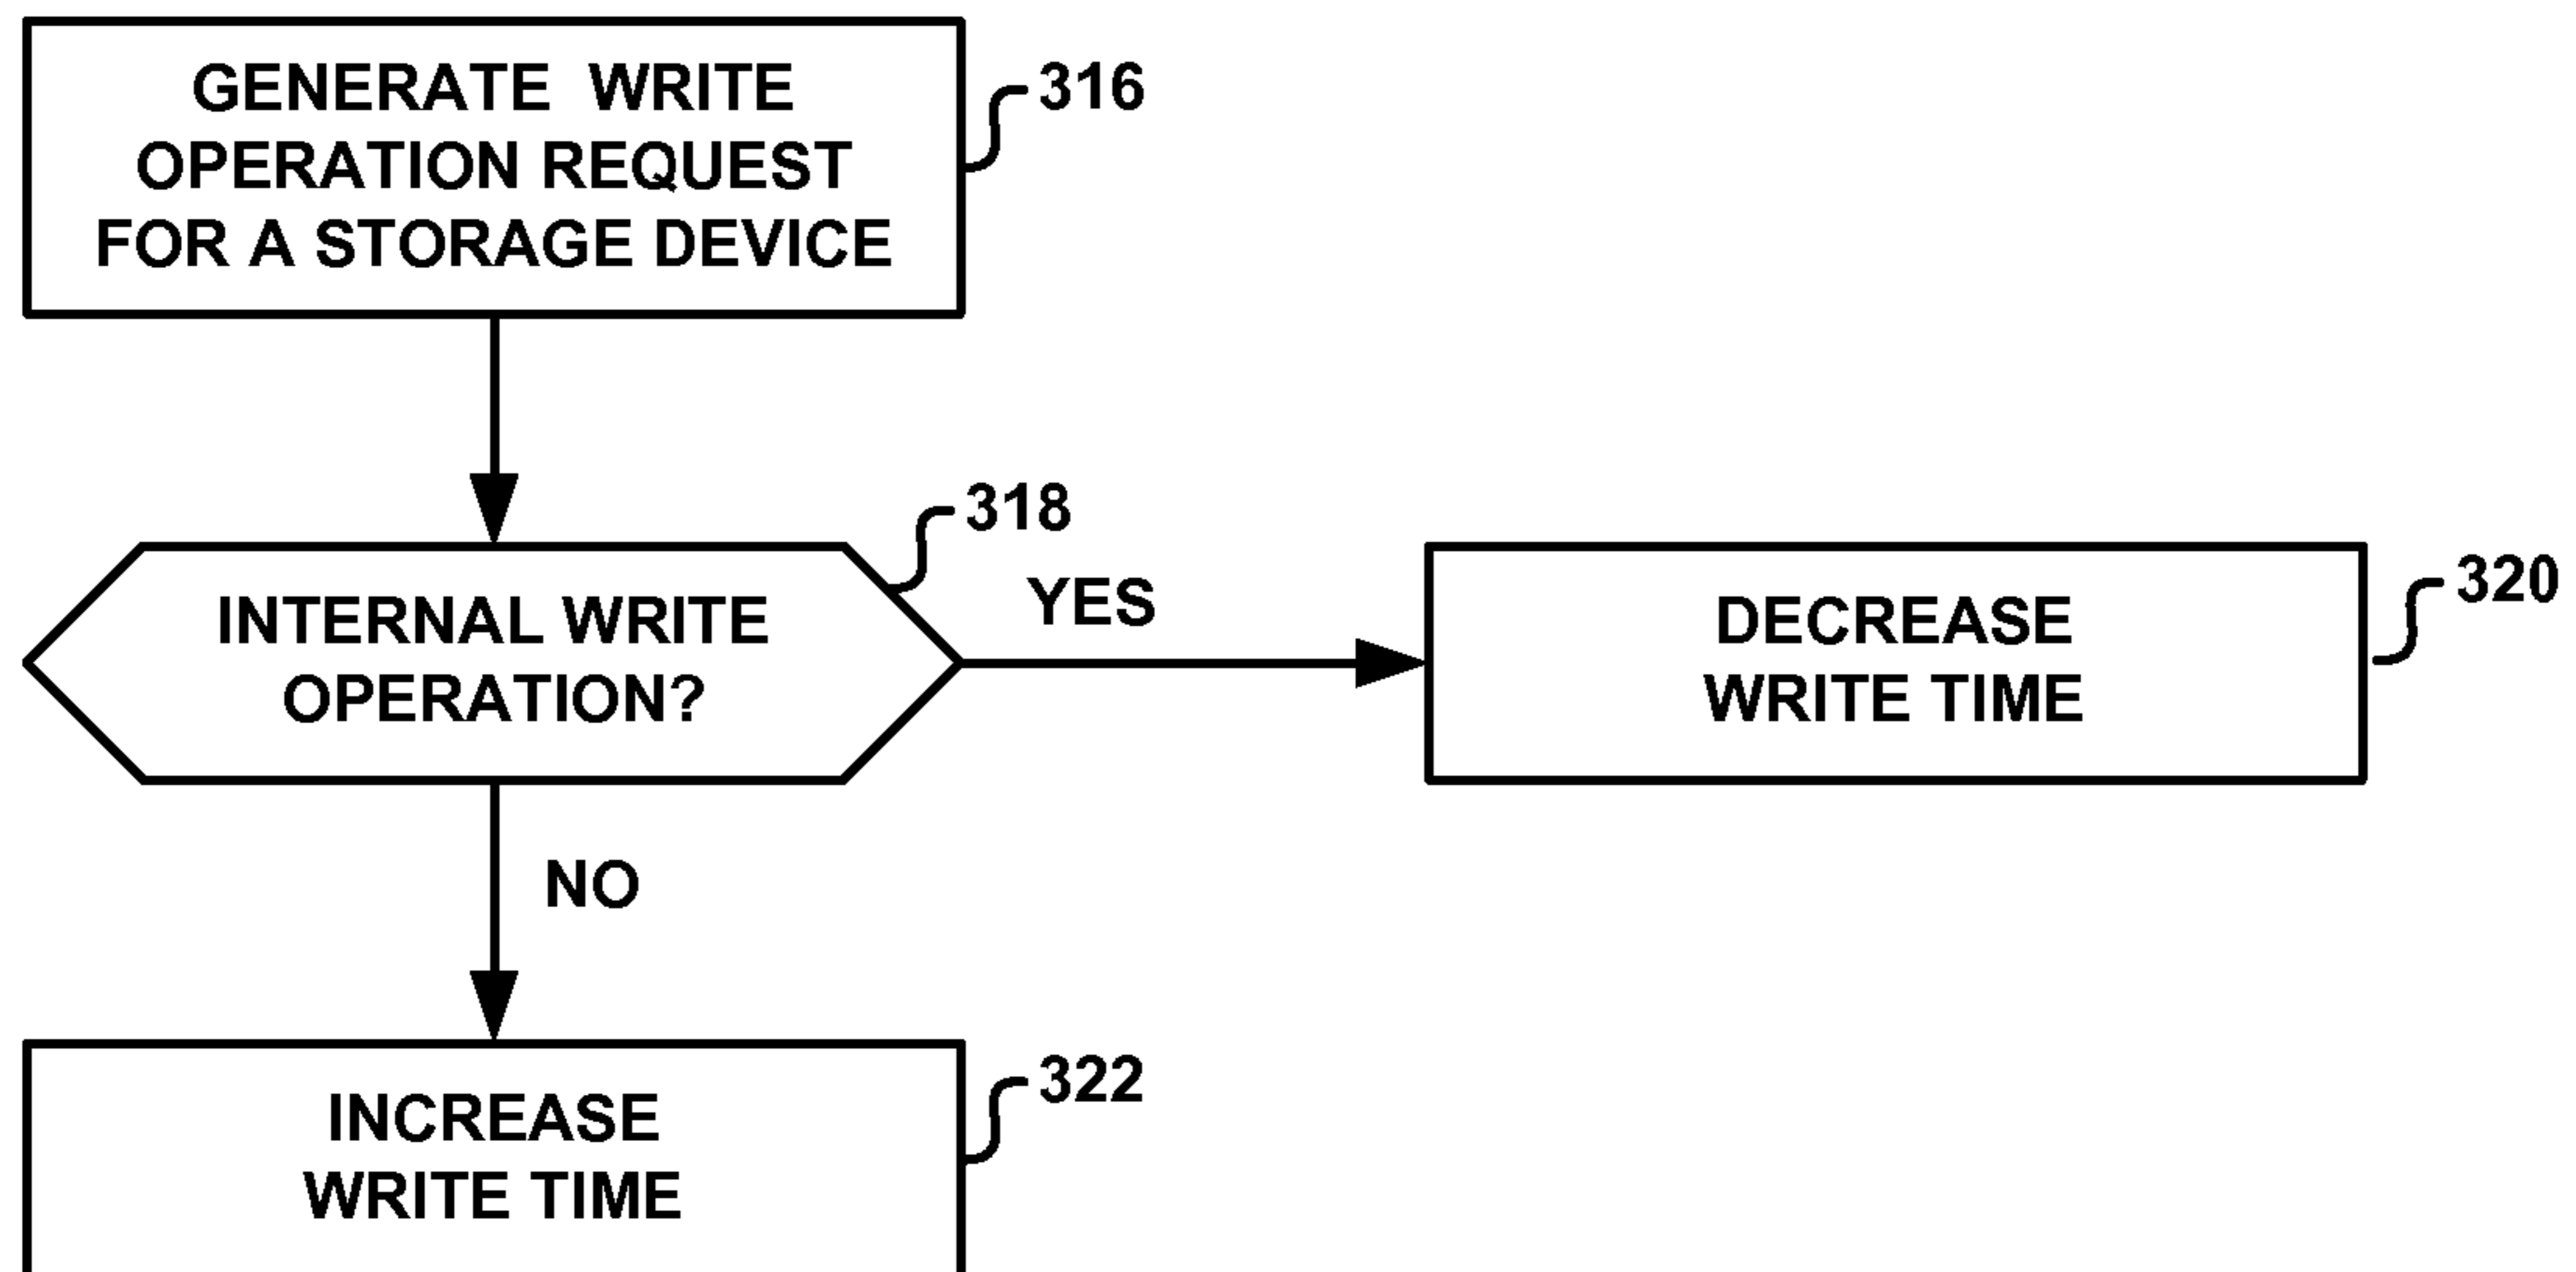 GENERATE WRITE
OPERATION REQUEST
FOR A STORAGE DEVICE
316
318
INTERNAL WRITE
OPERATION?
YES
DECREASE
WRITE TIME
320
NO
INCREASE
WRITE TIME
322